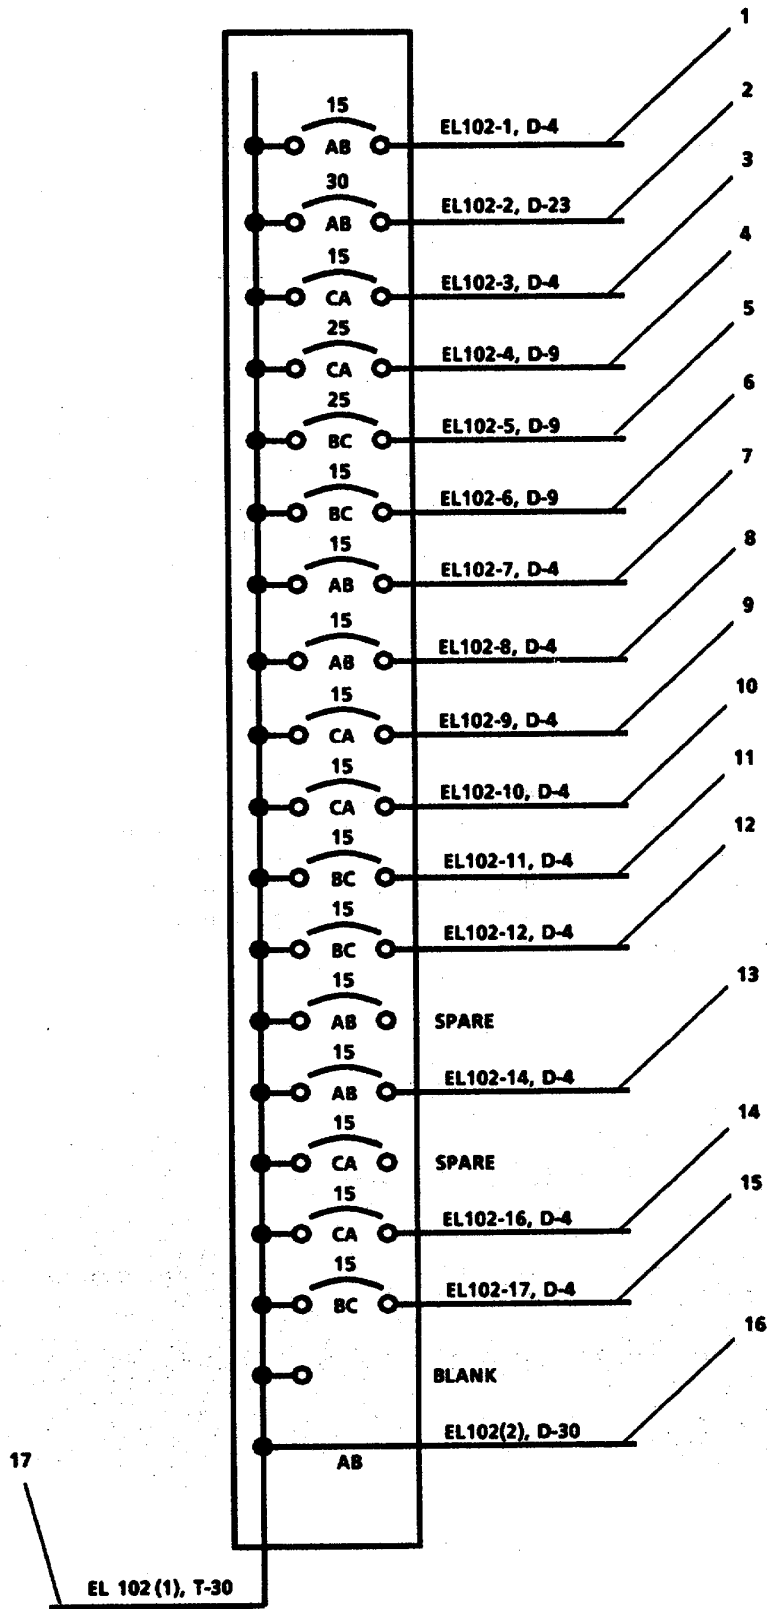 1
15
EL102-1, D-4
AB
2
30
EL102-2, D-23
AB
3
15
EL102-3, D-4
CA
4
25
EL102-4, D-9
CA
5
25
EL102-5, D-9
BC
6
15
EL102-6, D-9
BC
7
15
EL102-7, D-4
AB
8
15
EL102-8, D-4
AB
9
15
EL102-9, D-4
CA
10
15
EL102-10, D-4
CA
11
15
EL102-11, D-4
BC
12
15
EL102-12, D-4
BC
15
AB SPARE
13
15
EL102-14, D-4
AB
15
CA SPARE
14
15
EL102-16, D-4
CA
15
15
EL102-17, D-4
BC
BLANK
16
EL102(2), D-30
AB
17
EL 102 (1), T-30